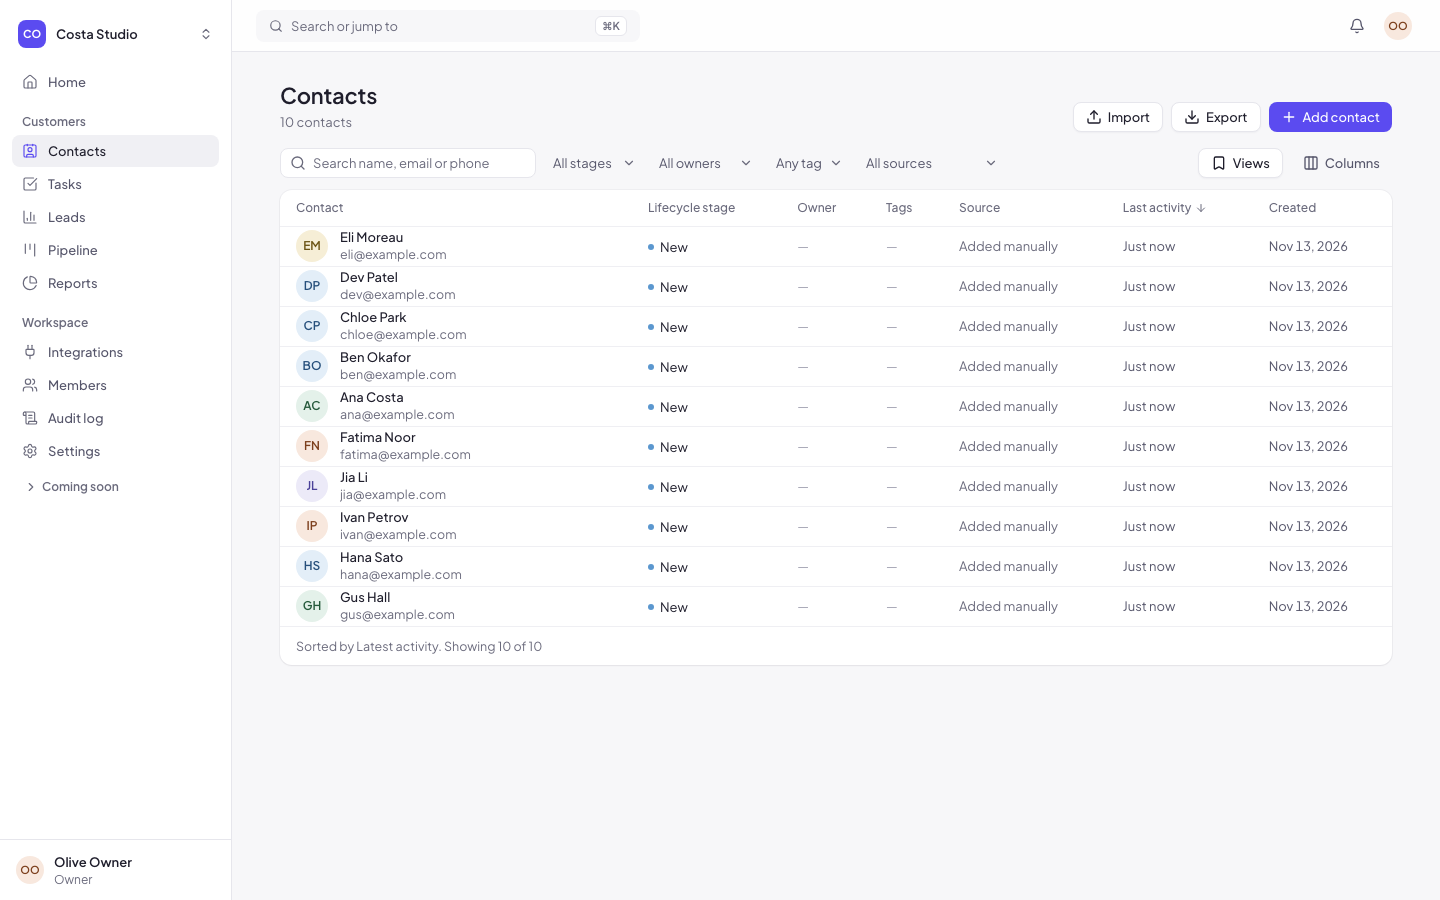 CO Costa Studio
Search or jump to ⌘K
OO
Home
Customers
Contacts
Tasks
Leads
Pipeline
Reports
Workspace
Integrations
Members
Audit log
Settings
Coming soon
OO Olive Owner
Owner
Contacts
10 contacts
Import Export Add contact
Search name, email or phone All stages All owners Any tag All sources Views Columns
Contact Lifecycle stage Owner Tags Source Last activity ↓ Created
EM Eli Moreau
eli@example.com New — — Added manually Just now Nov 13, 2026
DP Dev Patel
dev@example.com New — — Added manually Just now Nov 13, 2026
CP Chloe Park
chloe@example.com New — — Added manually Just now Nov 13, 2026
BO Ben Okafor
ben@example.com New — — Added manually Just now Nov 13, 2026
AC Ana Costa
ana@example.com New — — Added manually Just now Nov 13, 2026
FN Fatima Noor
fatima@example.com New — — Added manually Just now Nov 13, 2026
JL Jia Li
jia@example.com New — — Added manually Just now Nov 13, 2026
IP Ivan Petrov
ivan@example.com New — — Added manually Just now Nov 13, 2026
HS Hana Sato
hana@example.com New — — Added manually Just now Nov 13, 2026
GH Gus Hall
gus@example.com New — — Added manually Just now Nov 13, 2026
Sorted by Latest activity. Showing 10 of 10